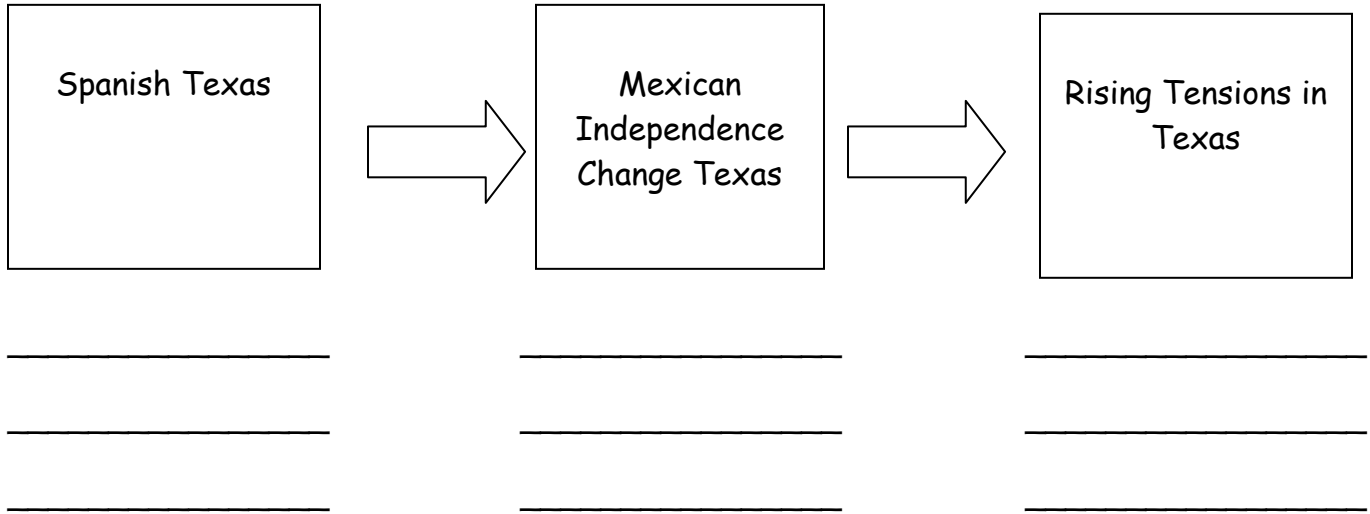 Spanish Texas
Mexican
Independence
Change Texas
Rising Tensions in
Texas